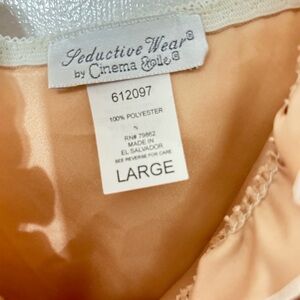 Seductive Wear®
by Cinema Etoile®
612097
100% POLYESTER
RN# 79862
MADE IN
EL SALVADOR
SEE REVERSE FOR CARE
LARGE